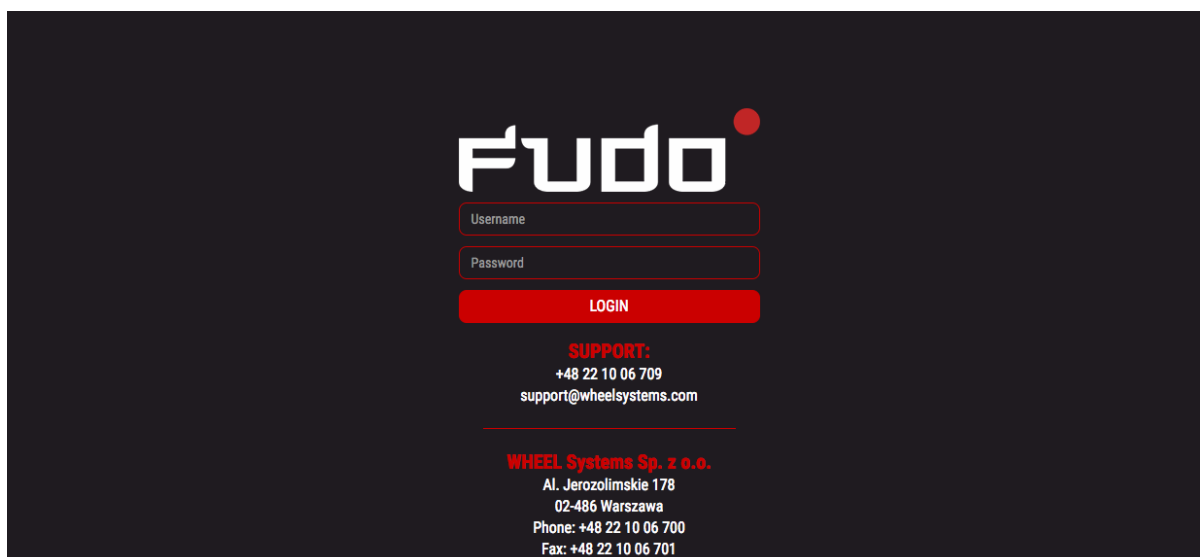 FUDO
Username
Password
LOGIN
SUPPORT:
+48 22 10 06 709
support@wheelsystems.com
WHEEL Systems Sp. z o.o.
Al. Jerozolimskie 178
02-486 Warszawa
Phone: +48 22 10 06 700
Fax: +48 22 10 06 701